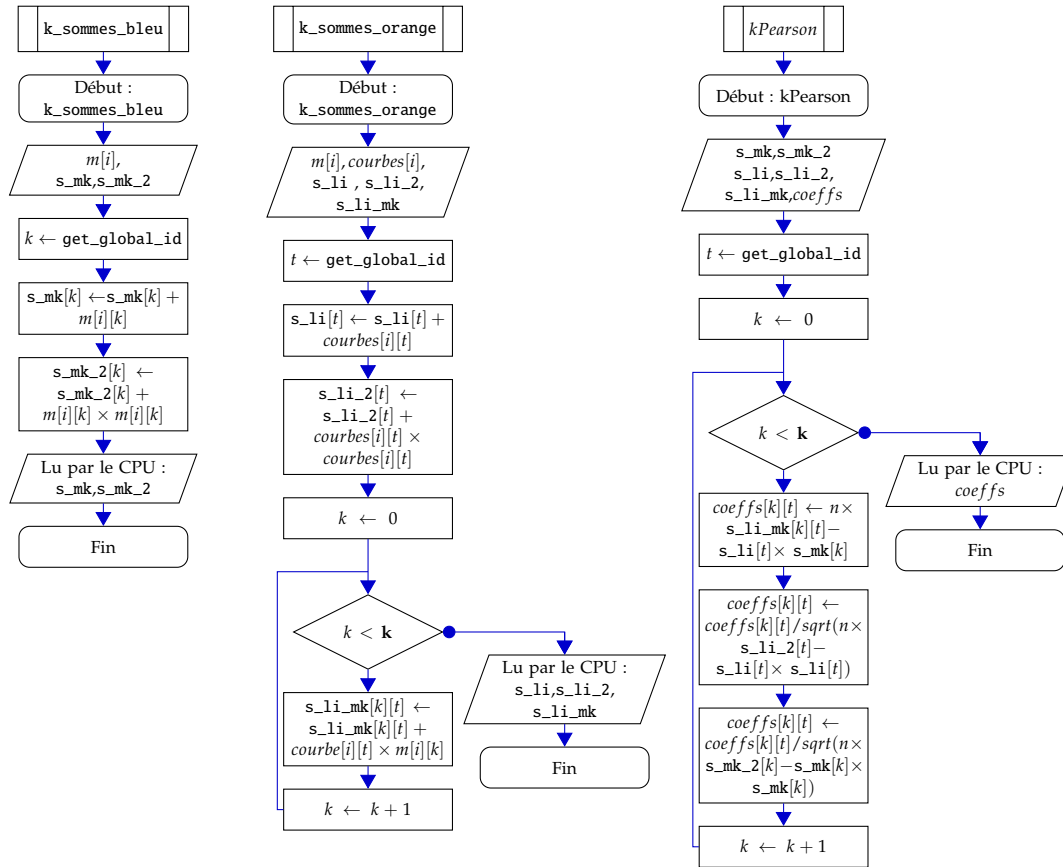 k_sommes_bleu
Début :
k_sommes_bleu
m[i],
s_mk,s_mk_2
k ← get_global_id
s_mk[k] ←s_mk[k] +
m[i][k]
s_mk_2[k] ←
s_mk_2[k] +
m[i][k] × m[i][k]
Lu par le CPU :
s_mk,s_mk_2
Fin
k_sommes_orange
Début :
k_sommes_orange
m[i], courbes[i],
s_li , s_li_2,
s_li_mk
t ← get_global_id
s_li[t] ← s_li[t] +
courbes[i][t]
s_li_2[t] ←
s_li_2[t] +
courbes[i][t] ×
courbes[i][t]
k ← 0
k < k
Lu par le CPU :
s_li,s_li_2,
s_li_mk
Fin
s_li_mk[k][t] ←
s_li_mk[k][t] +
courbe[i][t] × m[i][k]
k ← k + 1
kPearson
Début : kPearson
s_mk,s_mk_2
s_li,s_li_2,
s_li_mk,coeffs
t ← get_global_id
k ← 0
k < k
Lu par le CPU :
coeffs
Fin
coeffs[k][t] ← n×
s_li_mk[k][t]−
s_li[t]× s_mk[k]
coeffs[k][t] ←
coeffs[k][t]/sqrt(n×
s_li_2[t]−
s_li[t]× s_li[t])
coeffs[k][t] ←
coeffs[k][t]/sqrt(n×
s_mk_2[k]−s_mk[k]×
s_mk[k])
k ← k + 1